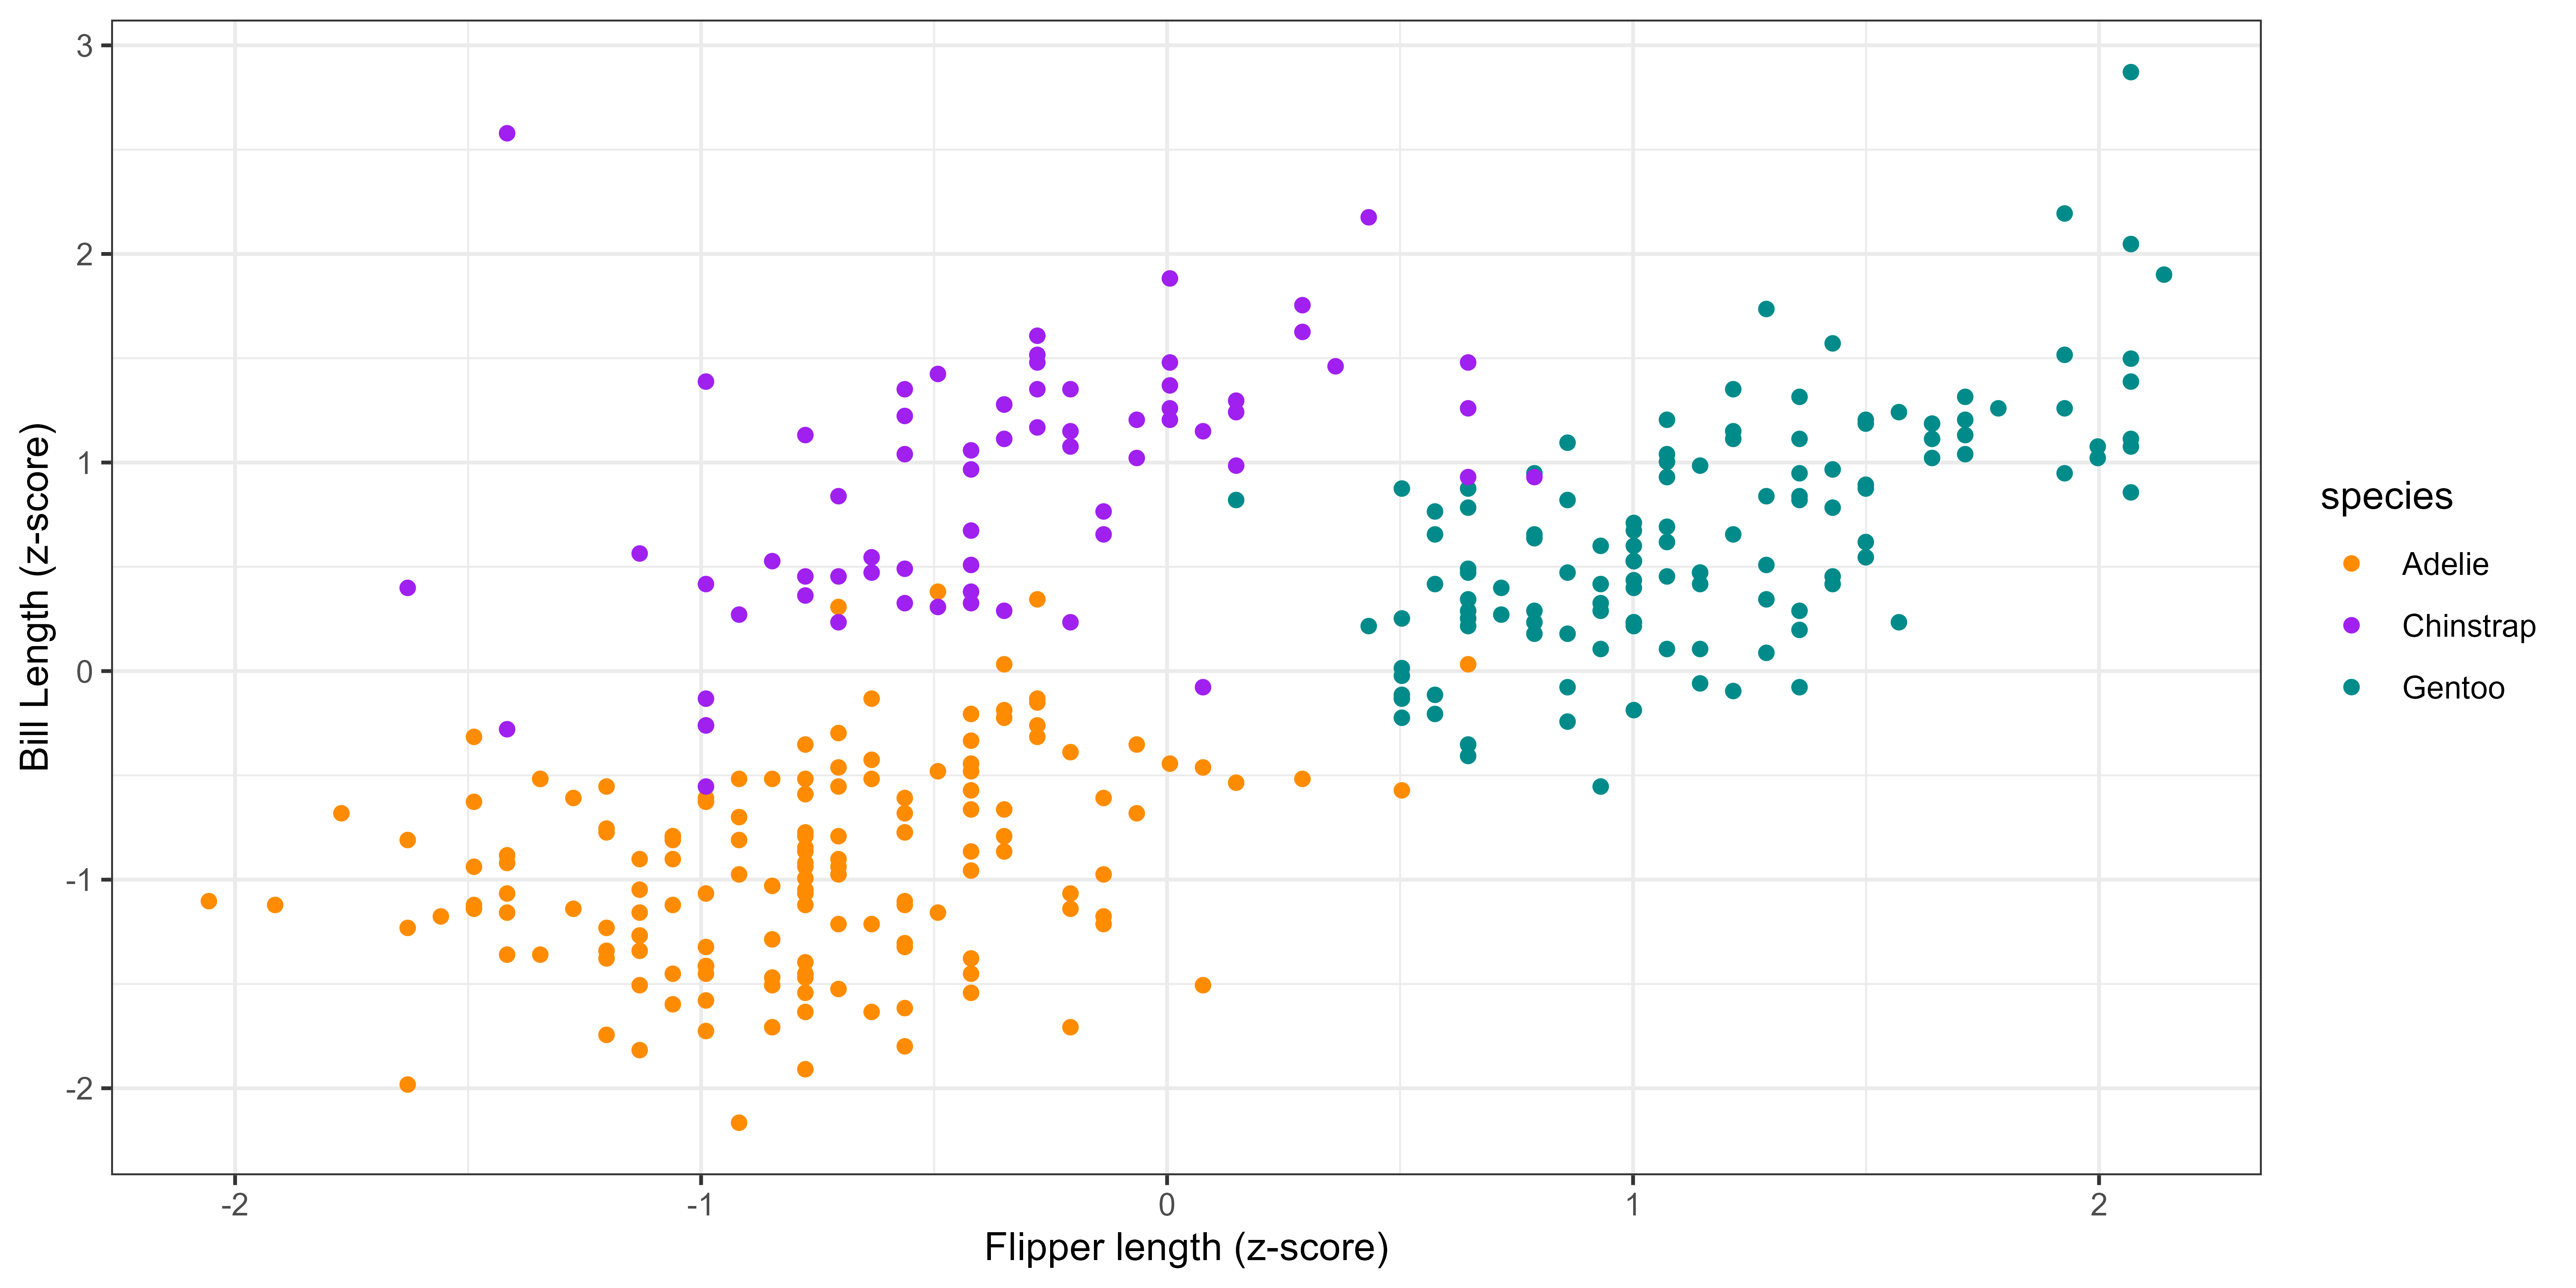 3
2
1
0
-1
-2
Bill Length (z-score)
-2
-1
0
1
2
Flipper length (z-score)
species
Adelie
Chinstrap
Gentoo